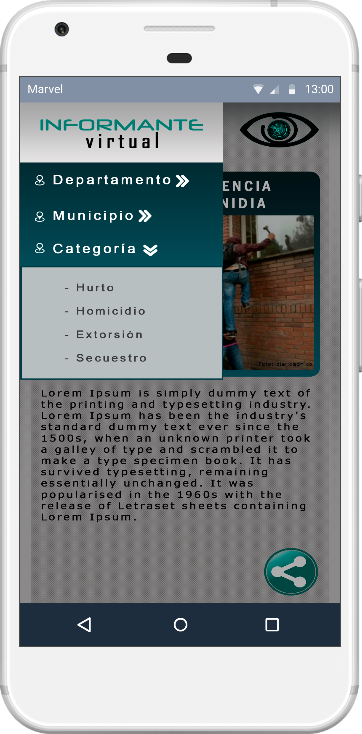 Marvel 13:00
INFORMANTE
virtual
Departamento
Municipio
Categoría
- Hurto
- Homicidio
- Extorsión
- Secuestro
ENCIA
NIDIA
Lorem Ipsum is simply dummy text of
the printing and typesetting industry.
Lorem Ipsum has been the industry's
standard dummy text ever since the
1500s, when an unknown printer took
a galley of type and scrambled it to
make a type specimen book. It has
survived typesetting, remaining
essentially unchanged. It was
popularised in the 1960s with the
release of Letraset sheets containing
Lorem Ipsum.